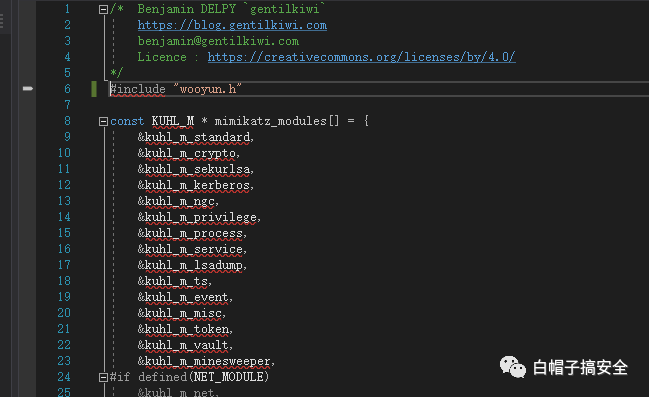 1 /* Benjamin DELPY `gentilkiwi`
2 https://blog.gentilkiwi.com
3 benjamin@gentilkiwi.com
4 Licence : https://creativecommons.org/licenses/by/4.0/
5 */
6 #include "wooyun.h"
7
8 const KUHL_M * mimikatz_modules[] = {
9 &kuhl_m_standard,
10 &kuhl_m_crypto,
11 &kuhl_m_sekurlsa,
12 &kuhl_m_kerberos,
13 &kuhl_m_ngc,
14 &kuhl_m_privilege,
15 &kuhl_m_process,
16 &kuhl_m_service,
17 &kuhl_m_lsadump,
18 &kuhl_m_ts,
19 &kuhl_m_event,
20 &kuhl_m_misc,
21 &kuhl_m_token,
22 &kuhl_m_vault,
23 &kuhl_m_minesweeper,
24 #if defined(NET_MODULE)
25 &kuhl_m_net,
白帽子搞安全